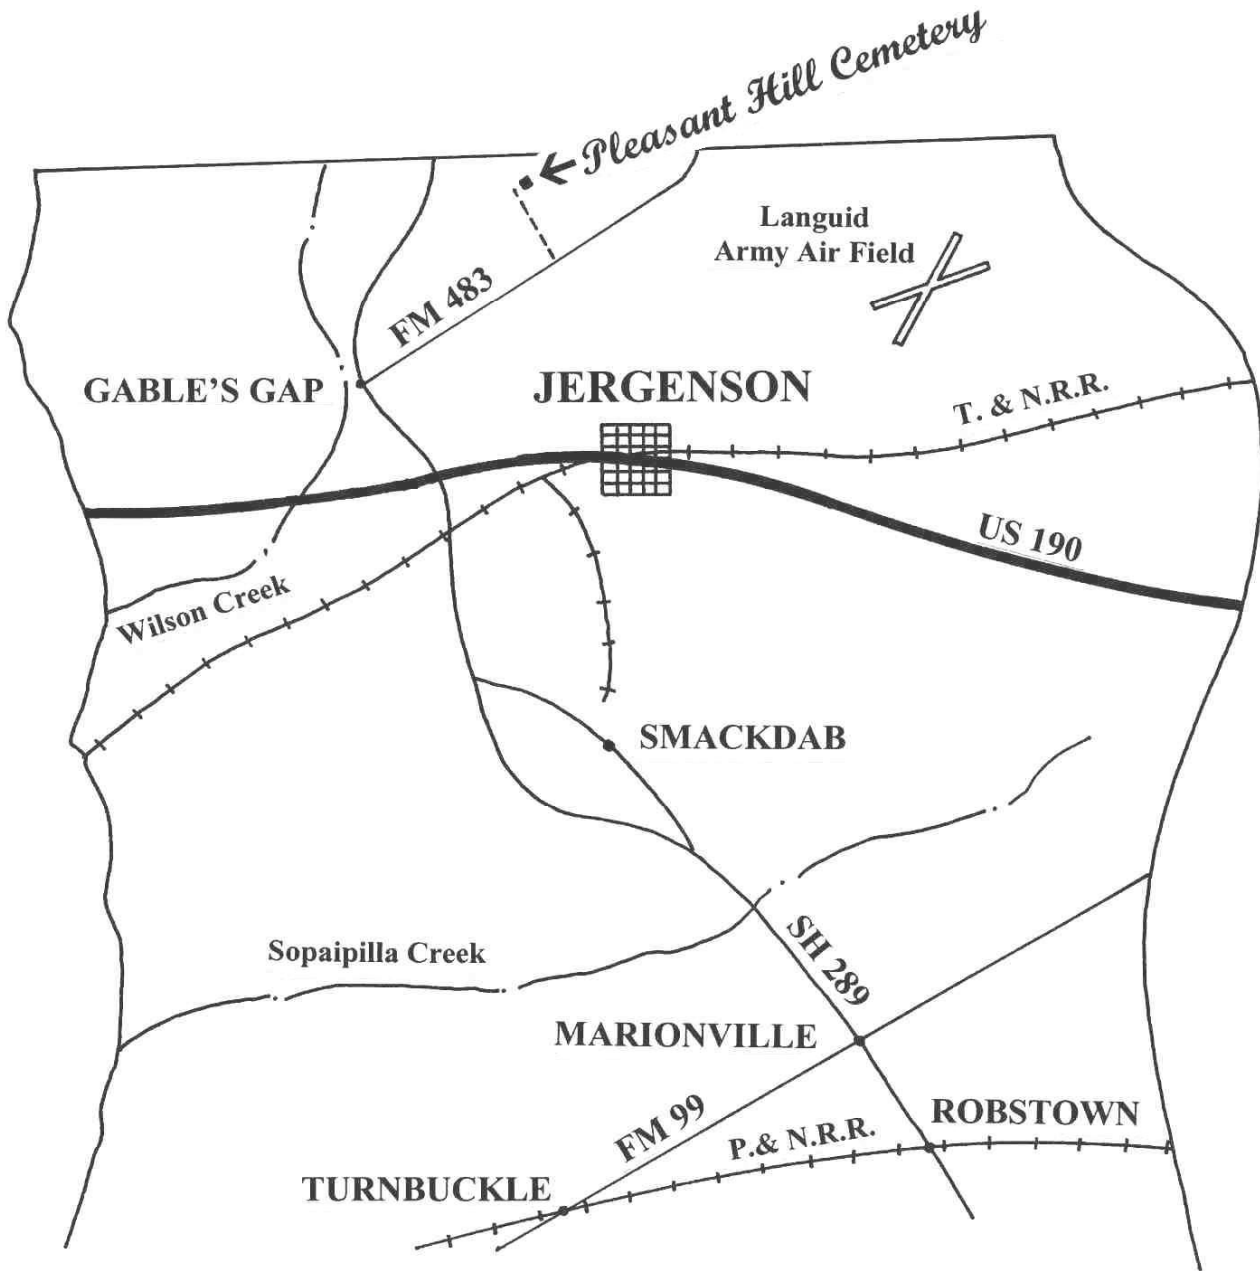 Pleasant Hill Cemetery
Languid
Army Air Field
FM 483
GABLE'S GAP
JERGENSON
T. & N.R.R.
US 190
Wilson Creek
SMACKDAB
Sopaipilla Creek
SH 289
MARIONVILLE
FM 99
P.& N.R.R.
ROBSTOWN
TURNBUCKLE